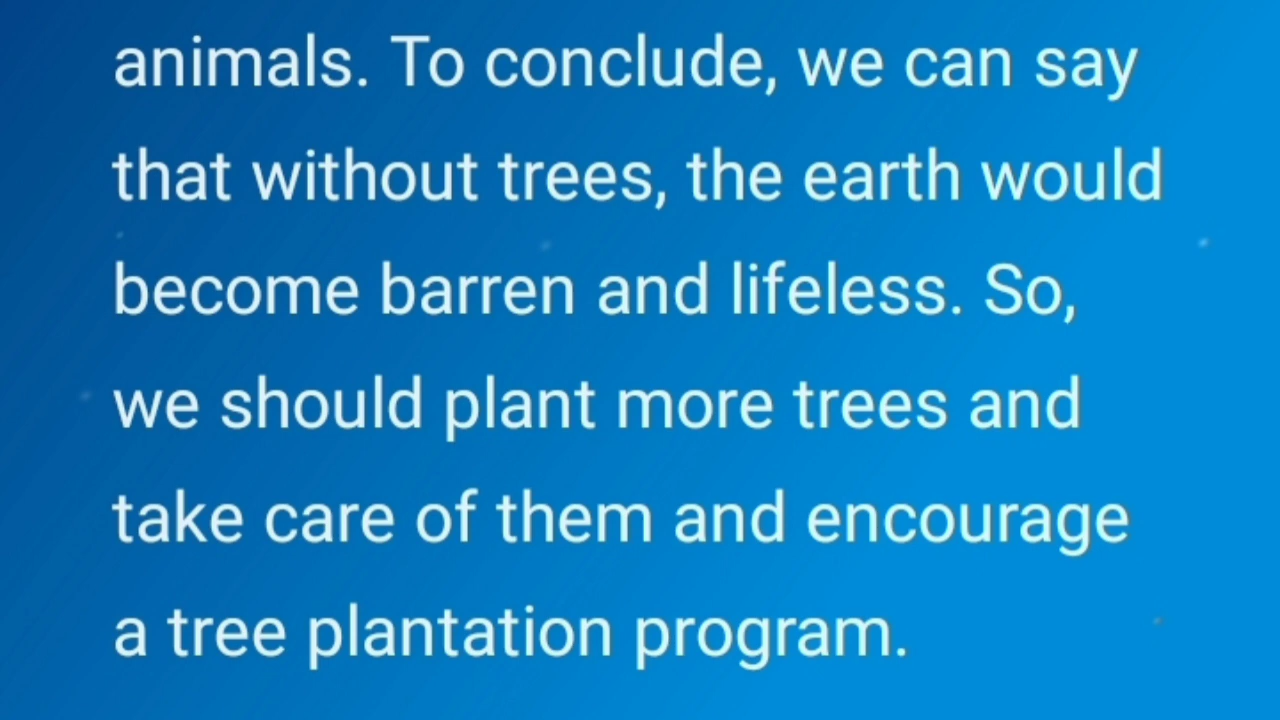 animals. To conclude, we can say
that without trees, the earth would
become barren and lifeless. So,
we should plant more trees and
take care of them and encourage
a tree plantation program.